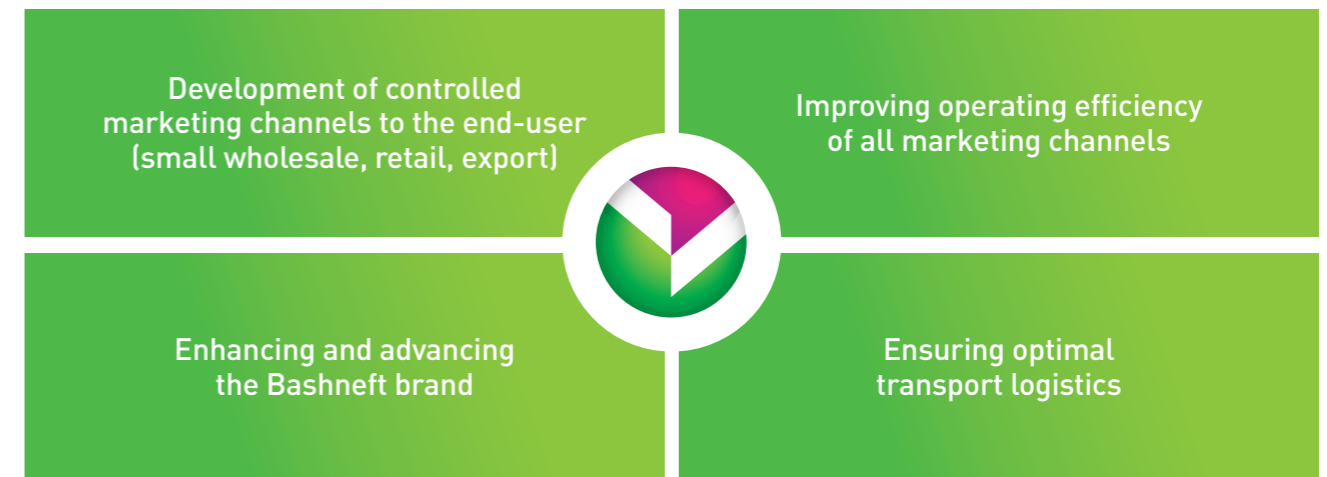 Development of controlled
marketing channels to the end-user
(small wholesale, retail, export)
Improving operating efficiency
of all marketing channels
Enhancing and advancing
the Bashneft brand
Ensuring optimal
transport logistics